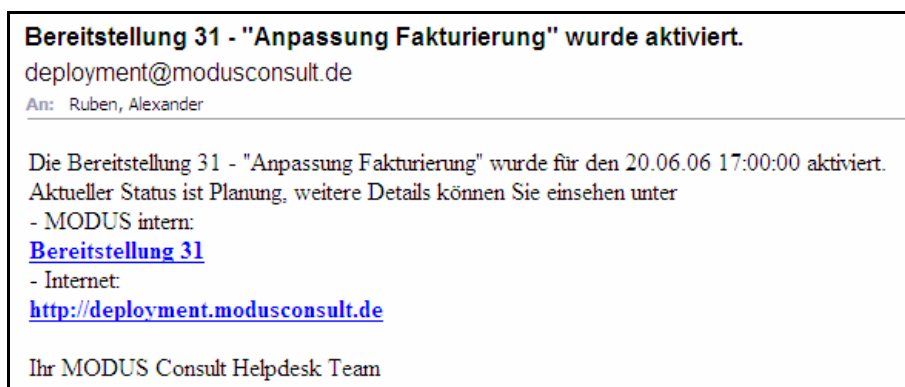 Bereitstellung 31 - "Anpassung Fakturierung" wurde aktiviert.
deployment@modusconsult.de
An: Ruben, Alexander
Die Bereitstellung 31 - "Anpassung Fakturierung" wurde für den 20.06.06 17:00:00 aktiviert.
Aktueller Status ist Planung, weitere Details können Sie einsehen unter
- MODUS intern:
Bereitstellung 31
- Internet:
http://deployment.modusconsult.de
Ihr MODUS Consult Helpdesk Team